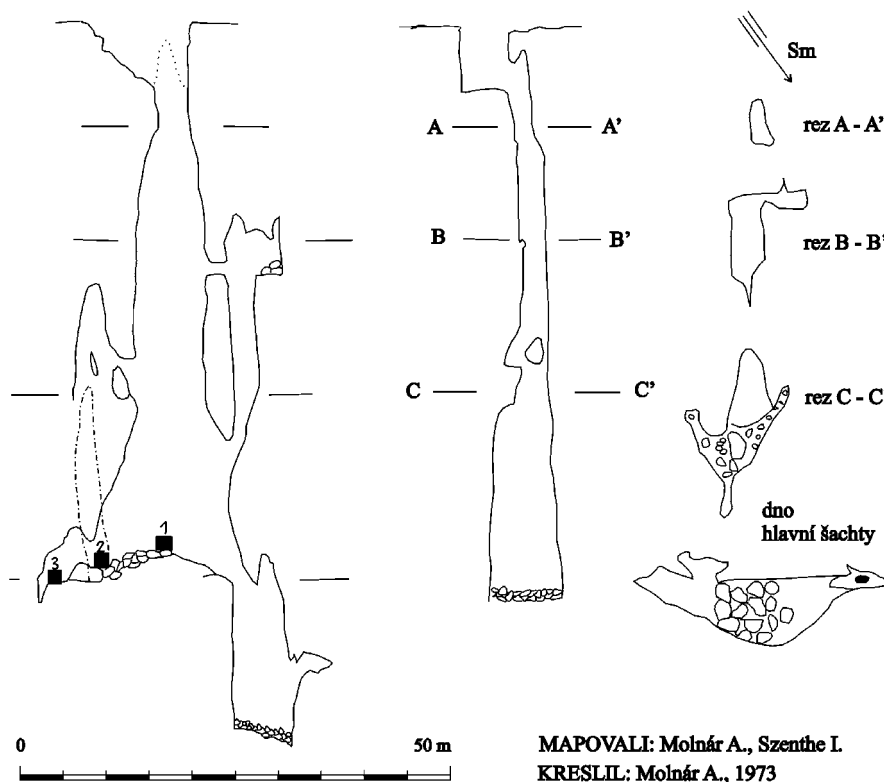 Sm
A A' rez A - A'
B B' rez B - B'
C C' rez C - C
dno
hlavní šachty
1
2
3
0 50 m
MAPOVALI: Molnár A., Szenthe I.
KRESLIL: Molnár A., 1973